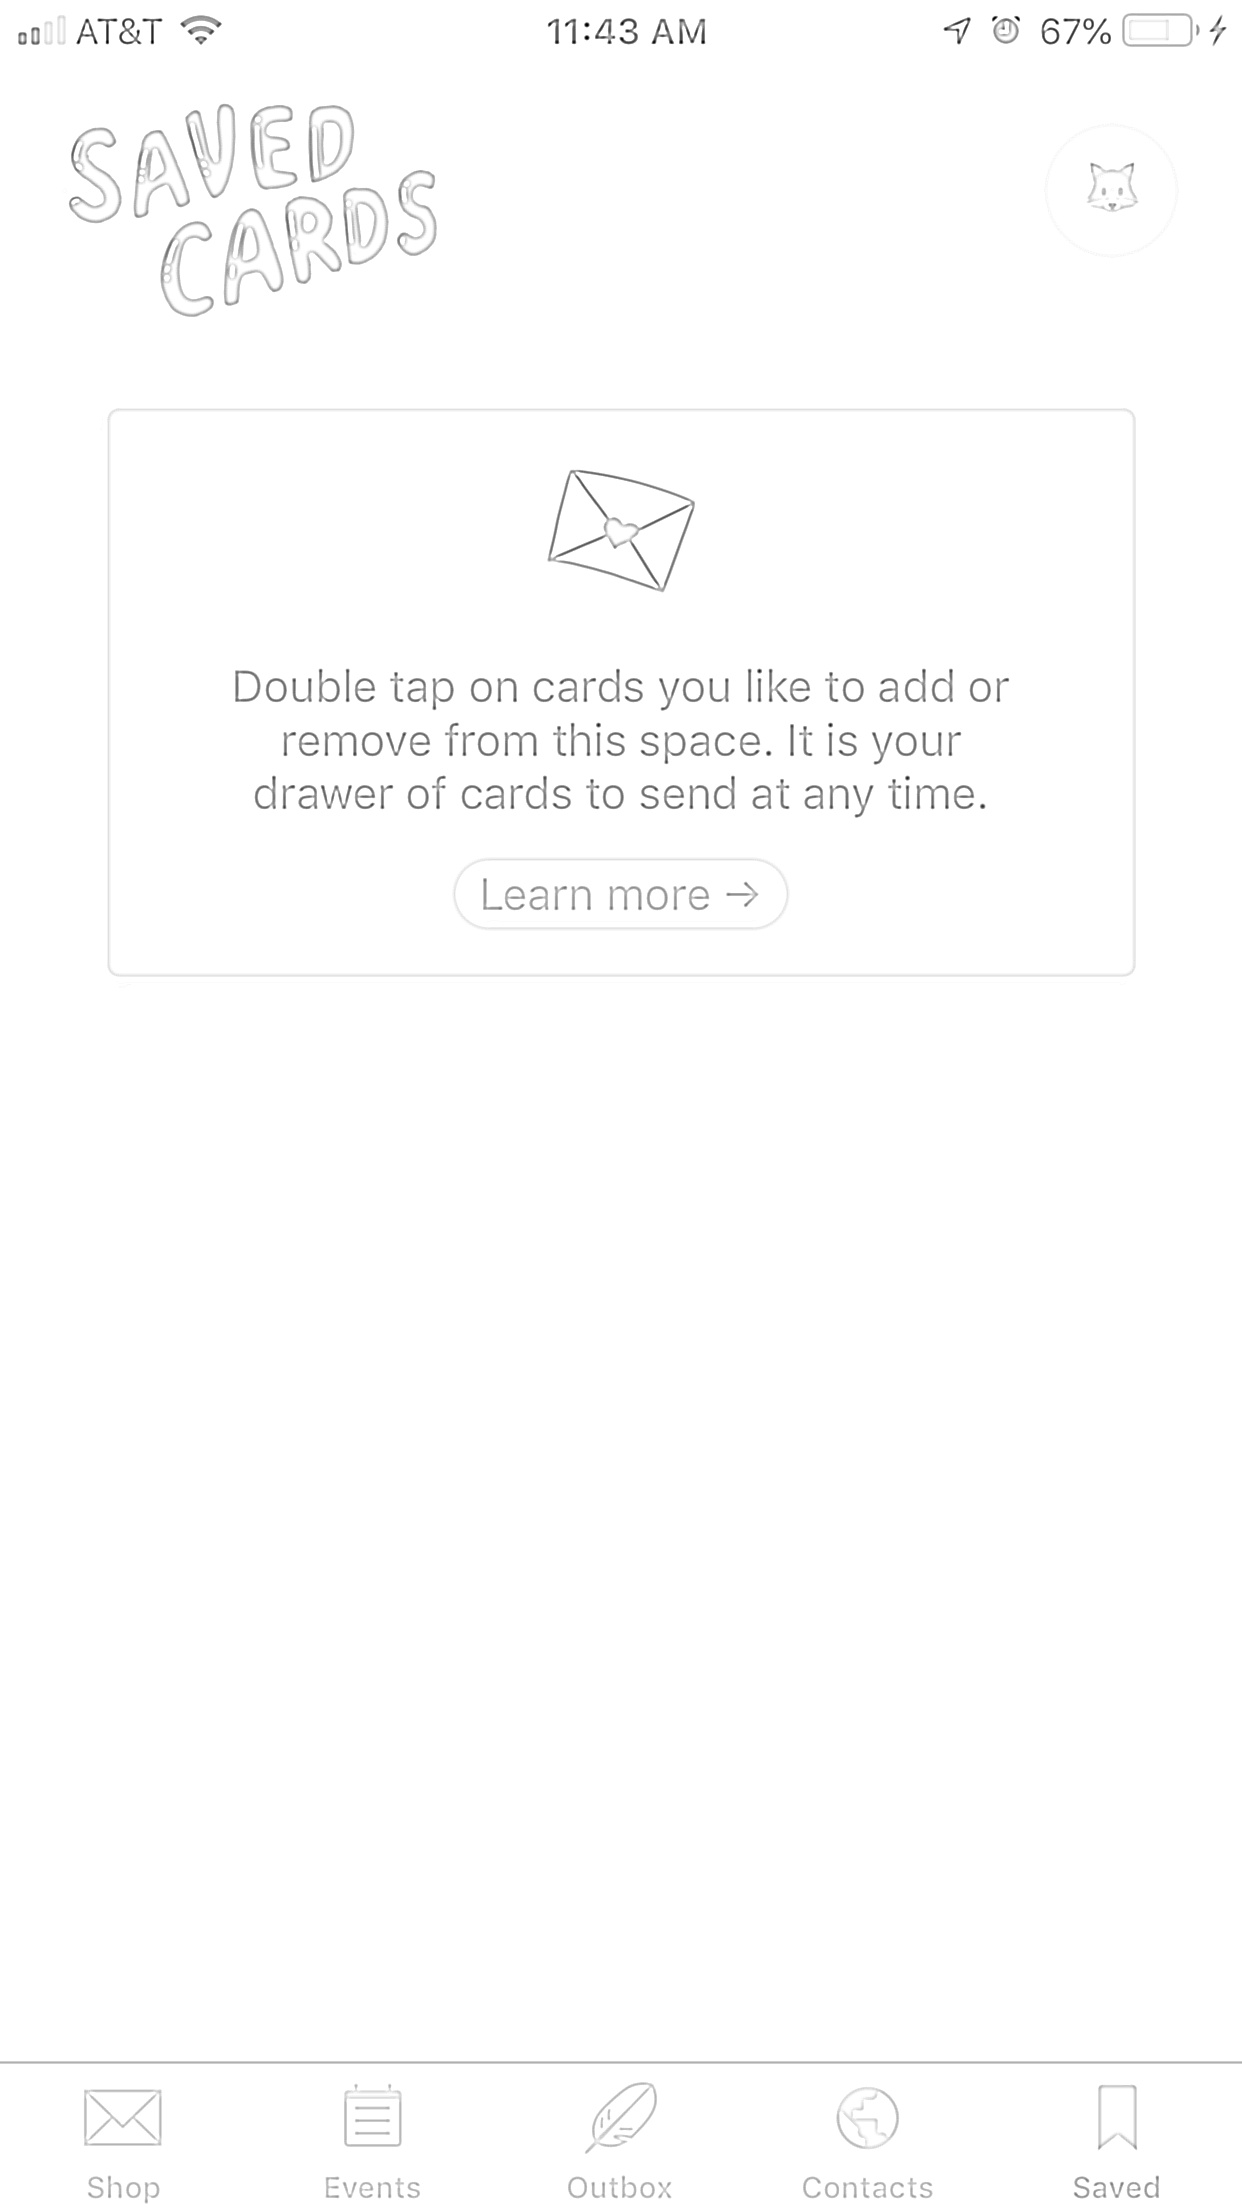 AT&T 11:43 AM 67%
SAVED
CARDS
Double tap on cards you like to add or
remove from this space. It is your
drawer of cards to send at any time.
Learn more →
Shop Events Outbox Contacts Saved